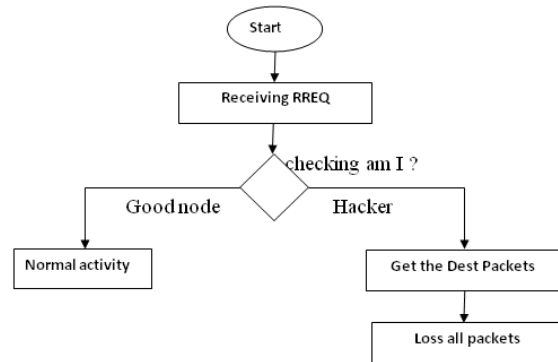 Start
Receiving RREQ
checking am I ?
Good node
Hacker
Normal activity
Get the Dest Packets
Loss all packets